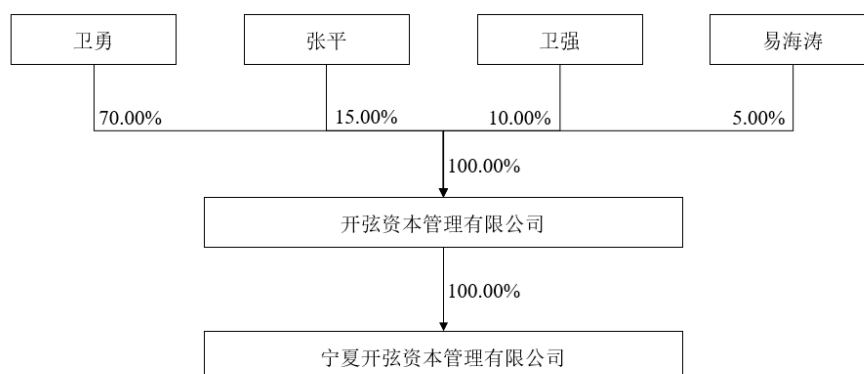 卫勇 张平 卫强 易海涛
70.00% 15.00% 10.00% 5.00%
100.00%
开弦资本管理有限公司
100.00%
宁夏开弦资本管理有限公司